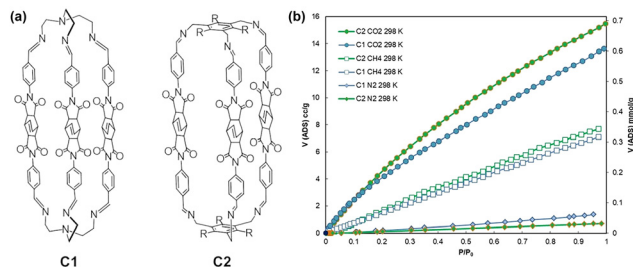 (a)
N N
N N
N N
O N O O N O O N O
O N O O N O O N O
N N N
N N
C1
R R
R
N N N
O N O O N O O N O
O N O O N O O N O
N N N
R R
R
C2
(b)
16
14
12
10
8
6
4
2
0
V (ADS) cc/g
C2 CO2 298 K
C1 CO2 298 K
C2 CH4 298 K
C1 CH4 298 K
C1 N2 298 K
C2 N2 298 K
0.7
0.6
0.5
0.4
0.3
0.2
0.1
0
V (ADS) mmol/g
0 0.1 0.2 0.3 0.4 0.5 0.6 0.7 0.8 0.9 1
P/P₀